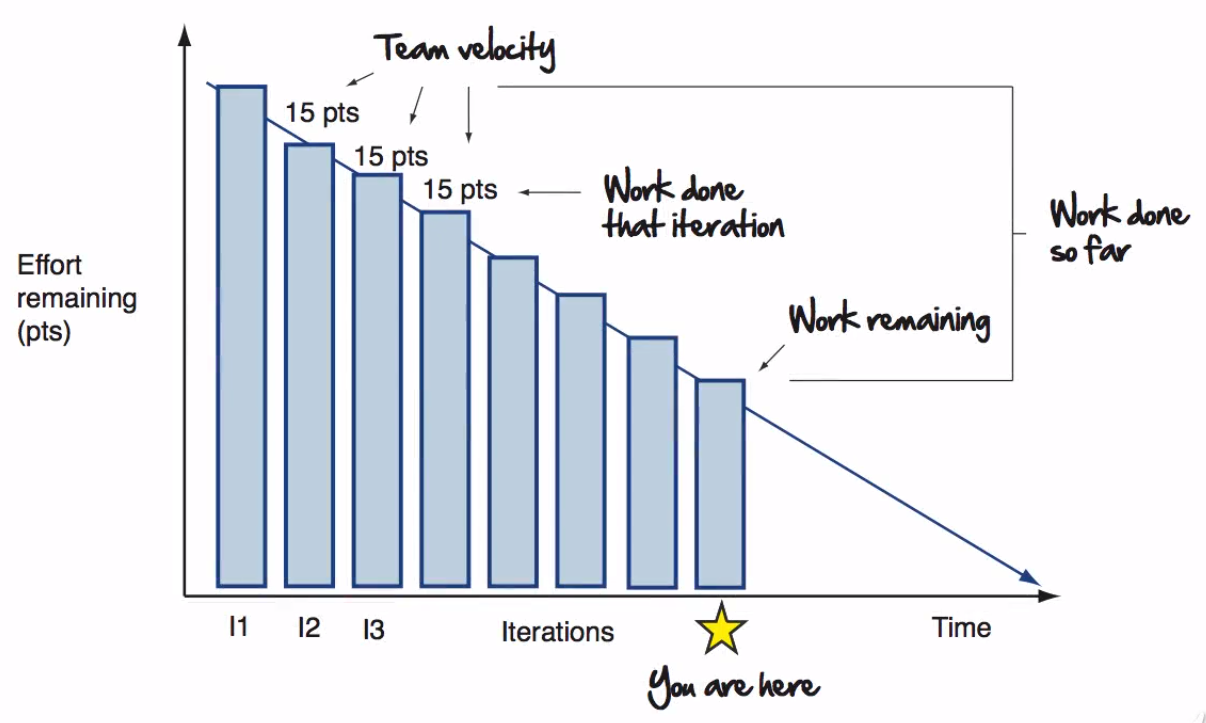 Team velocity
15 pts
15 pts
15 pts
Work done
that iteration
Work done
so far
Effort
remaining
(pts)
Work remaining
I1
I2
I3
Iterations
Time
You are here